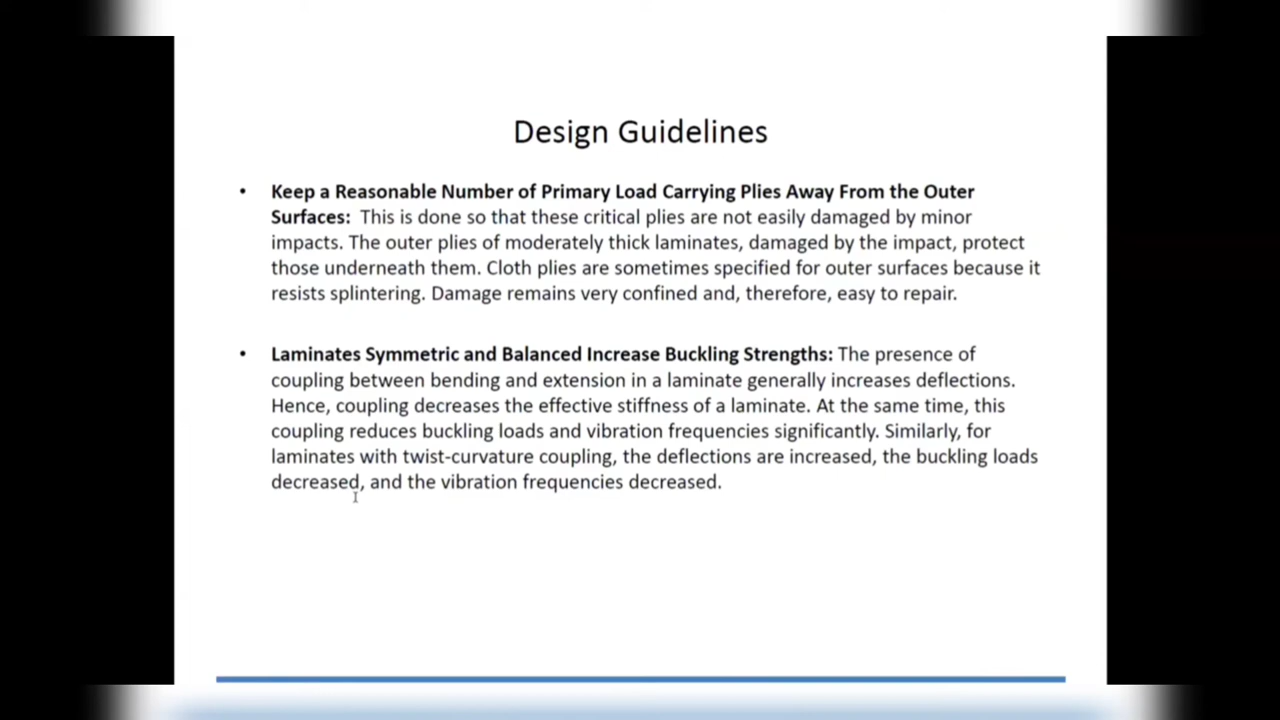 Design Guidelines
• Keep a Reasonable Number of Primary Load Carrying Plies Away From the Outer
Surfaces: This is done so that these critical plies are not easily damaged by minor
impacts. The outer plies of moderately thick laminates, damaged by the impact, protect
those underneath them. Cloth plies are sometimes specified for outer surfaces because it
resists splintering. Damage remains very confined and, therefore, easy to repair.
• Laminates Symmetric and Balanced Increase Buckling Strengths: The presence of
coupling between bending and extension in a laminate generally increases deflections.
Hence, coupling decreases the effective stiffness of a laminate. At the same time, this
coupling reduces buckling loads and vibration frequencies significantly. Similarly, for
laminates with twist-curvature coupling, the deflections are increased, the buckling loads
decreased, and the vibration frequencies decreased.